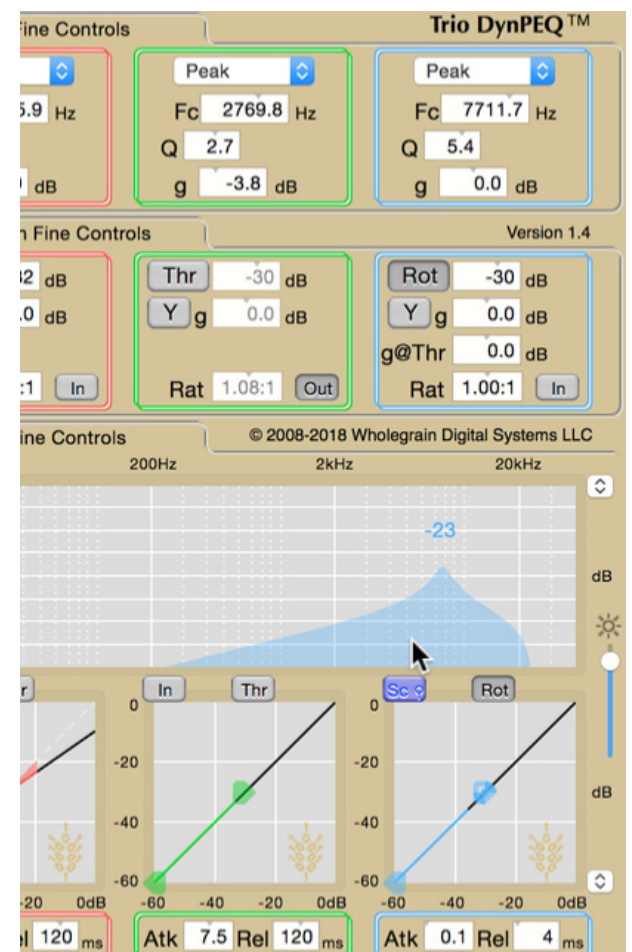 Fine Controls Trio DynPEQ™
Peak Peak
5.9 Hz Fc 2769.8 Hz Fc 7711.7 Hz
Q 2.7 Q 5.4
dB g -3.8 dB g 0.0 dB
Fine Controls Version 1.4
dB Thr -30 dB Rot -30 dB
.0 dB Y g 0.0 dB Y g 0.0 dB
g@Thr 0.0 dB
:1 In Rat 1.08:1 Out Rat 1.00:1 In
ine Controls © 2008-2018 Wholegrain Digital Systems LLC
200Hz 2kHz 20kHz
-23
dB
In Thr Sc Rot
0 0
-20 -20
dB
-40 -40
-60 -60
-20 0dB -60 -40 -20 0dB -60 -40 -20 0dB
120 ms Atk 7.5 Rel 120 ms Atk 0.1 Rel 4 ms